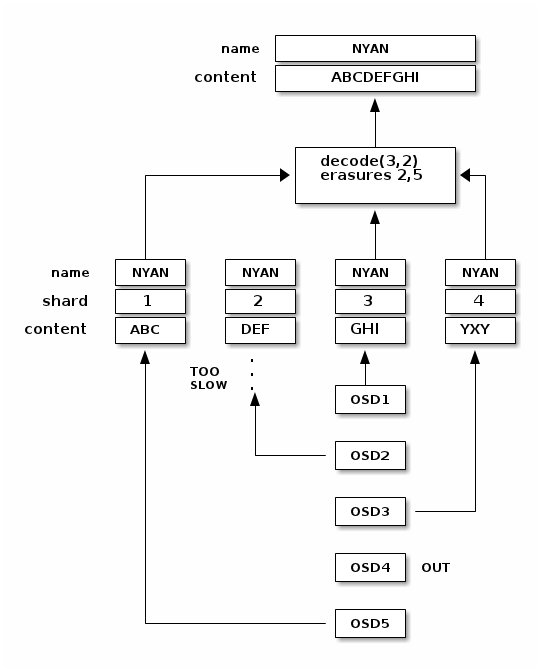 name NYAN
content ABCDEFGHI
decode(3,2)
erasures 2,5
name NYAN NYAN NYAN NYAN
shard 1 2 3 4
content ABC DEF GHI YXY
TOO
SLOW
OSD1
OSD2
OSD3
OSD4 OUT
OSD5